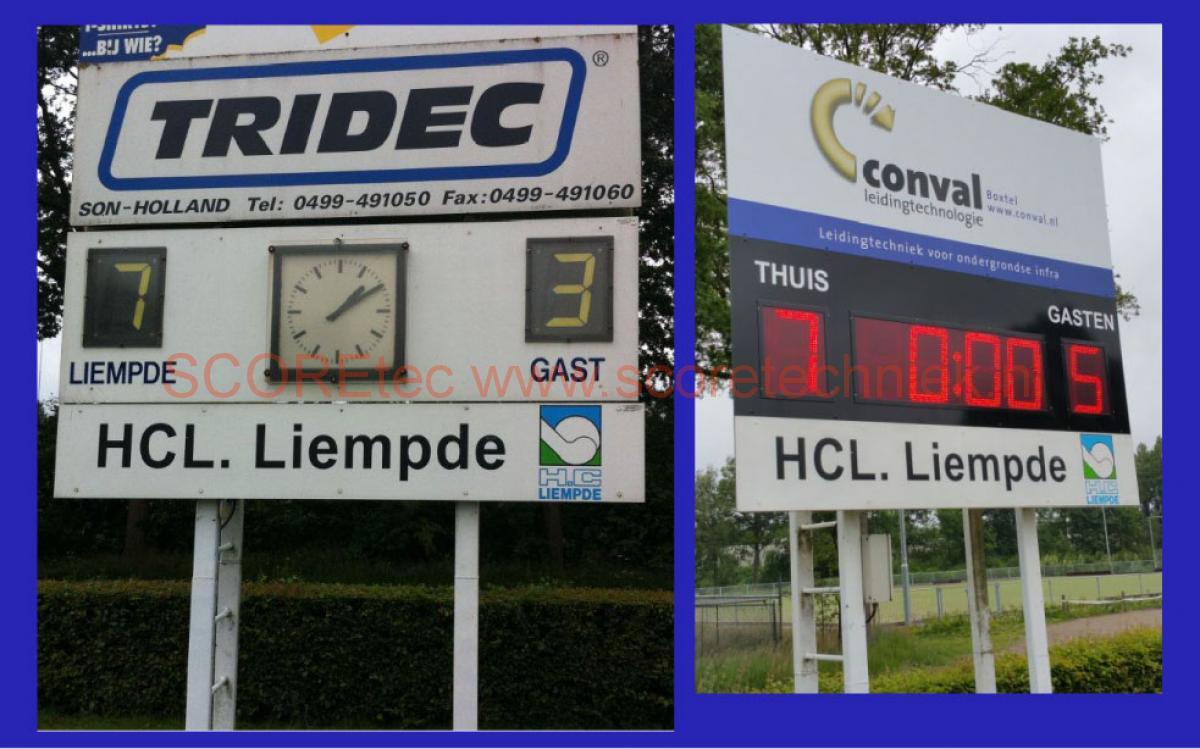 ...BIJ WIE?
TRIDEC ®
SON-HOLLAND Tel: 0499-491050 Fax:0499-491060
7 3
LIEMPDE GAST
HCL. Liempde
H.C
LIEMPDE
conval
leidingtechnologie
Boxtel
www.conval.nl
Leidingtechniek voor ondergrondse infra
THUIS GASTEN
7 0:00 5
HCL. Liempde
H.C
LIEMPDE
SCOREtec www.scoretechniek.nl